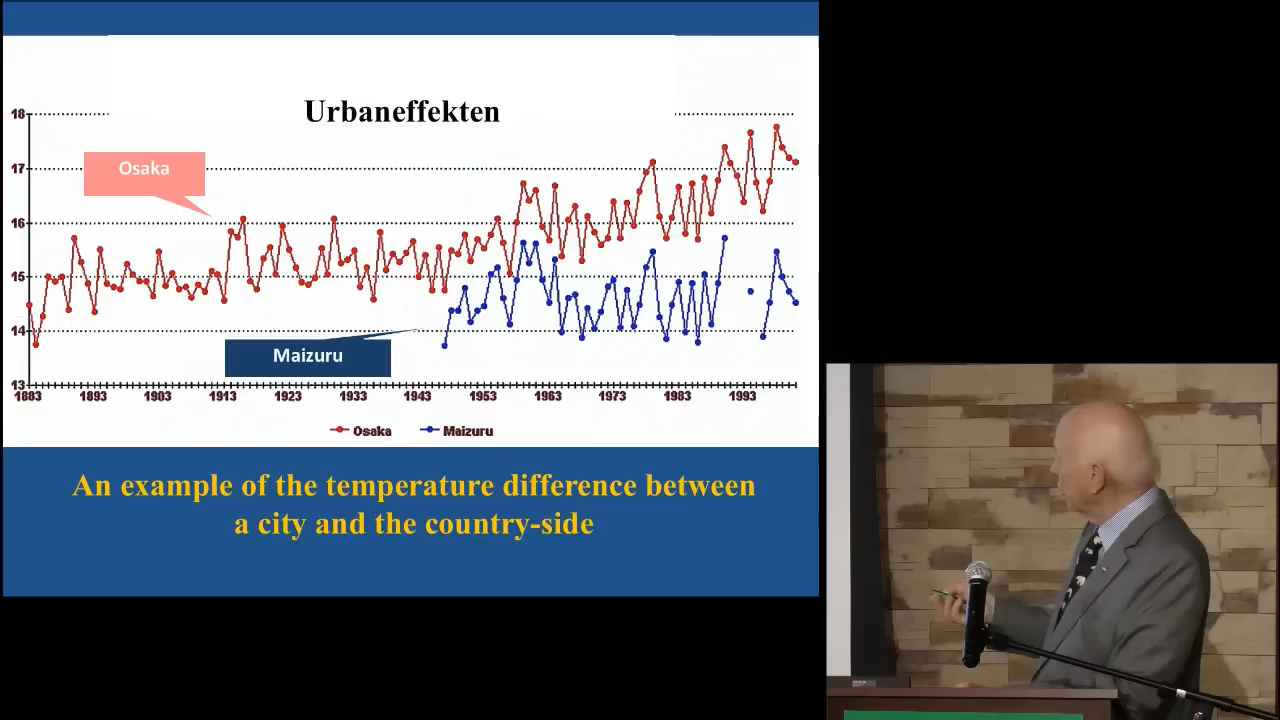 Urbaneffekten
18
17
16
15
14
13
Osaka
Maizuru
1883 1893 1903 1913 1923 1933 1943 1953 1963 1973 1983 1993
Osaka Maizuru
An example of the temperature difference between
a city and the country-side